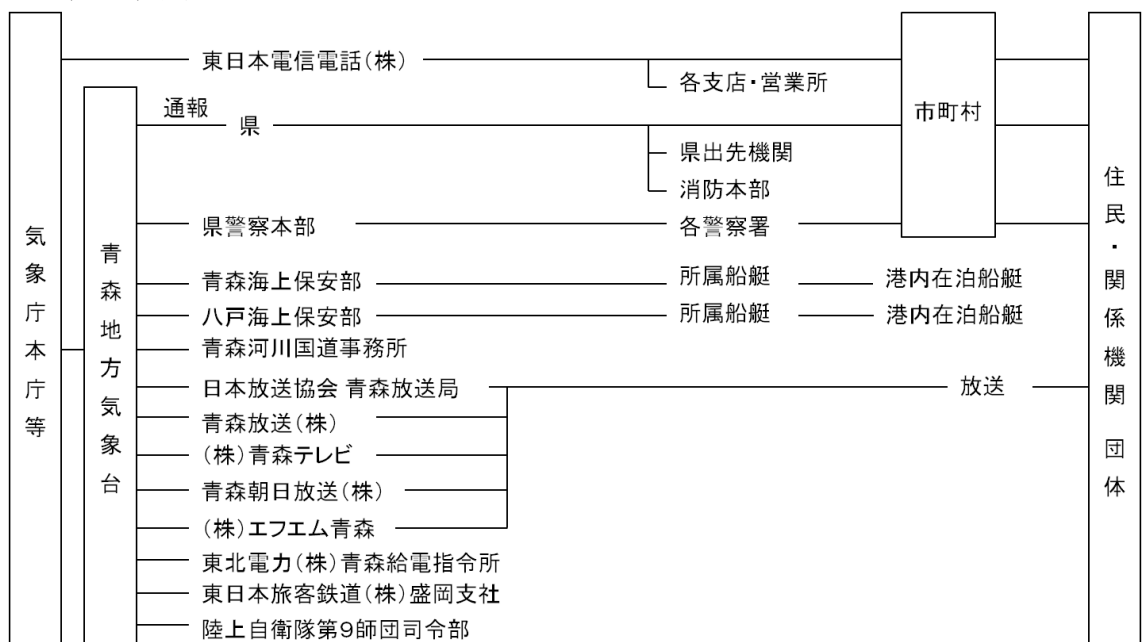 東日本電信電話(株)
各支店・営業所
市町村
通報
県
県出先機関
消防本部
県警察本部
各警察署
気象庁本庁等
青森地方気象台
住民・関係機関 団体
青森海上保安部
所属船艇
港内在泊船艇
八戸海上保安部
所属船艇
港内在泊船艇
青森河川国道事務所
日本放送協会 青森放送局
放送
青森放送(株)
(株)青森テレビ
青森朝日放送(株)
(株)エフエム青森
東北電力(株)青森給電指令所
東日本旅客鉄道(株)盛岡支社
陸上自衛隊第9師団司令部